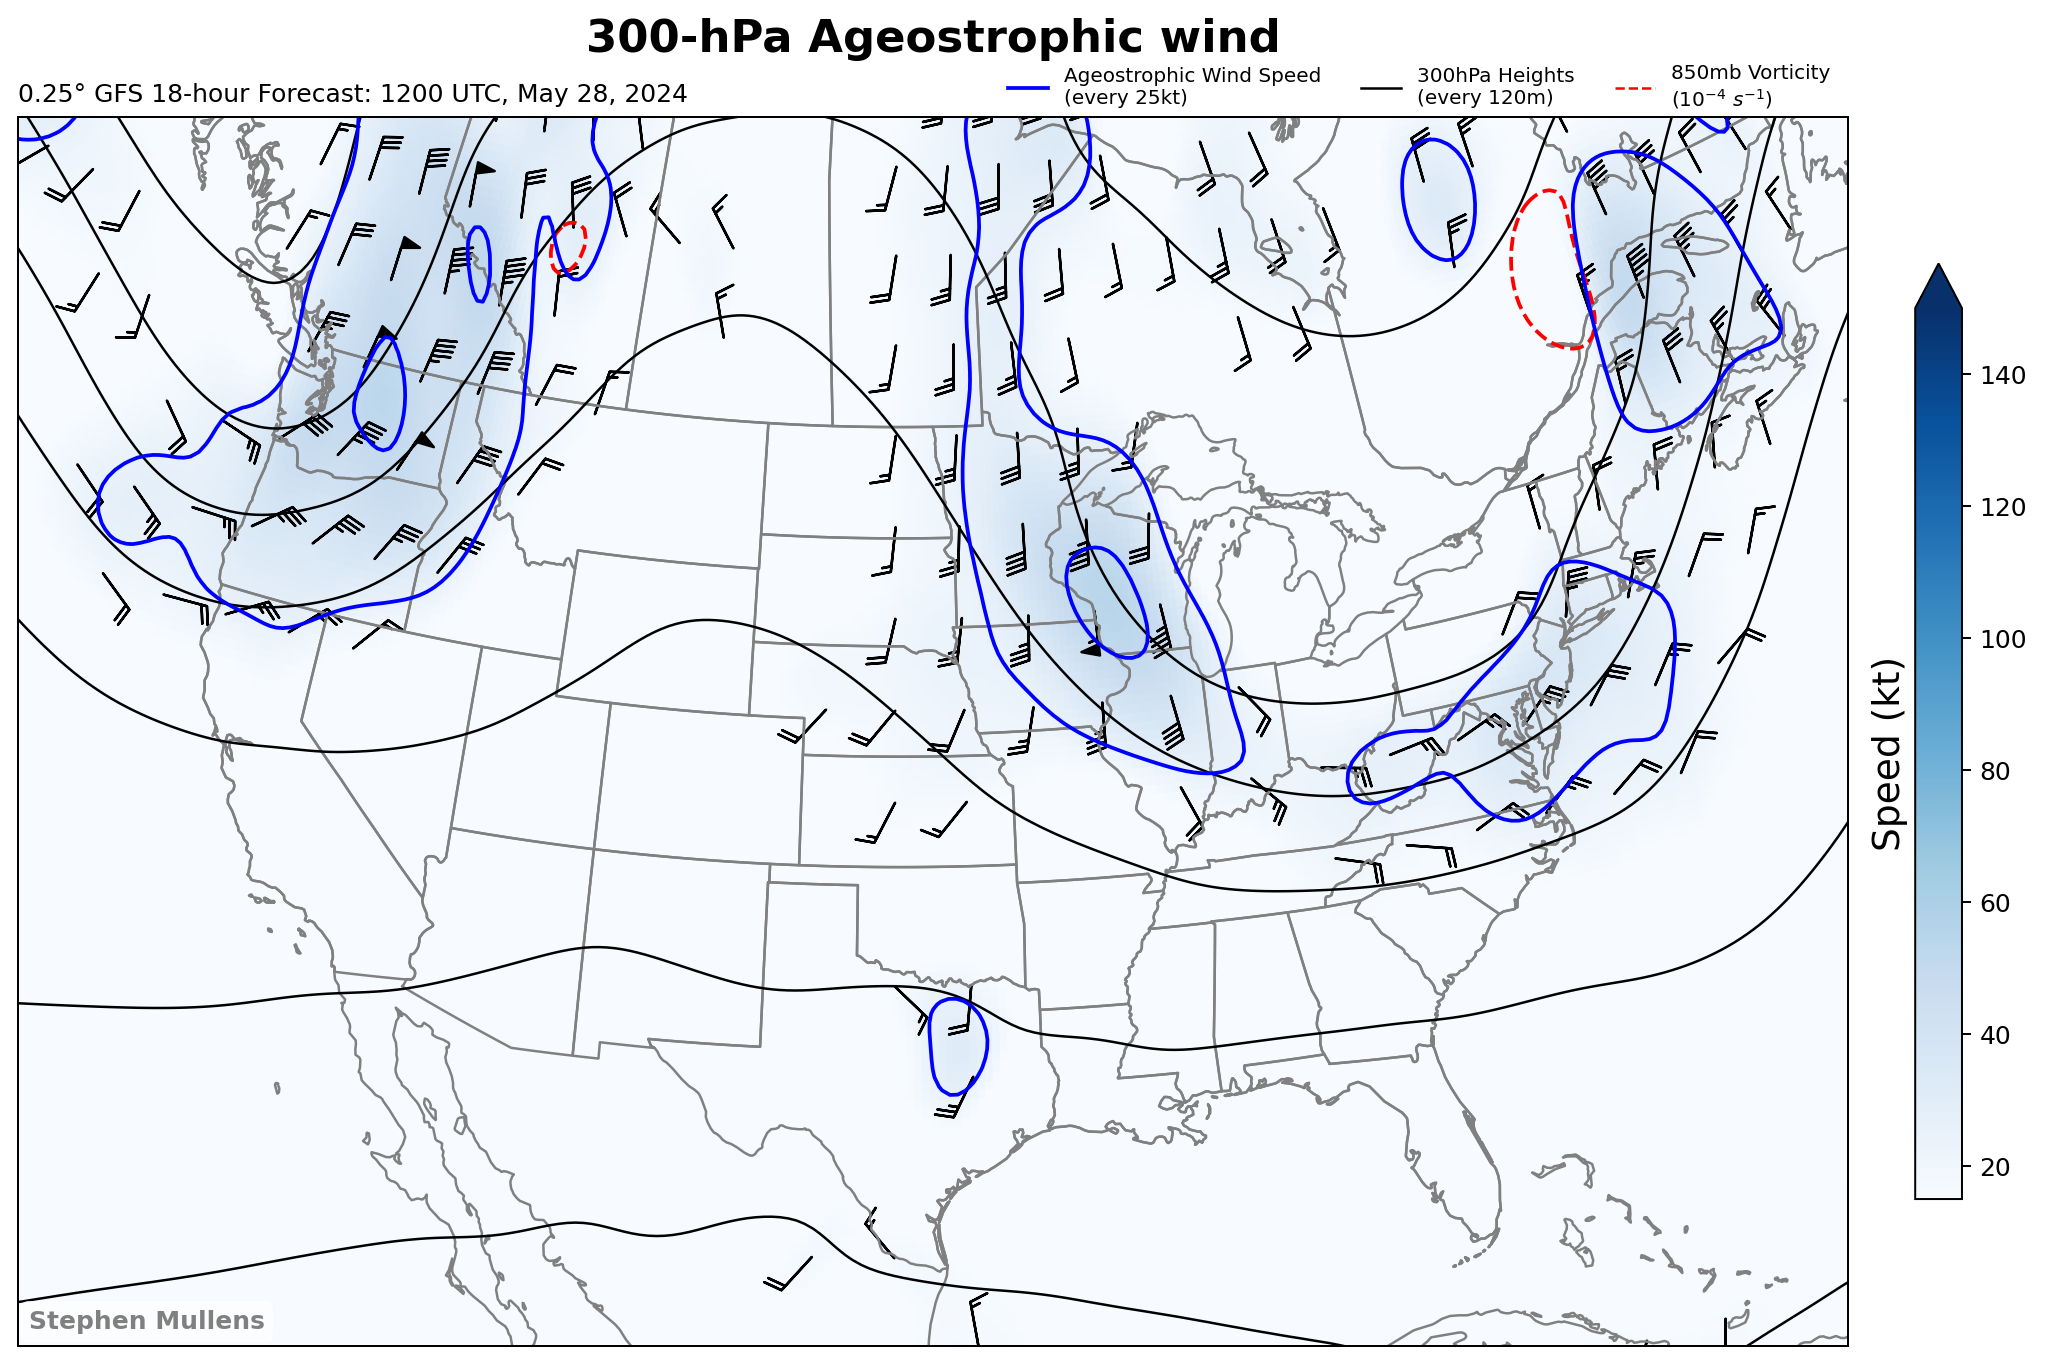 300-hPa Ageostrophic wind
0.25° GFS 18-hour Forecast: 1200 UTC, May 28, 2024
Ageostrophic Wind Speed
(every 25kt)
300hPa Heights
(every 120m)
850mb Vorticity
(10⁻⁴ s⁻¹)
140
120
100
80
60
40
20
Speed (kt)
Stephen Mullens